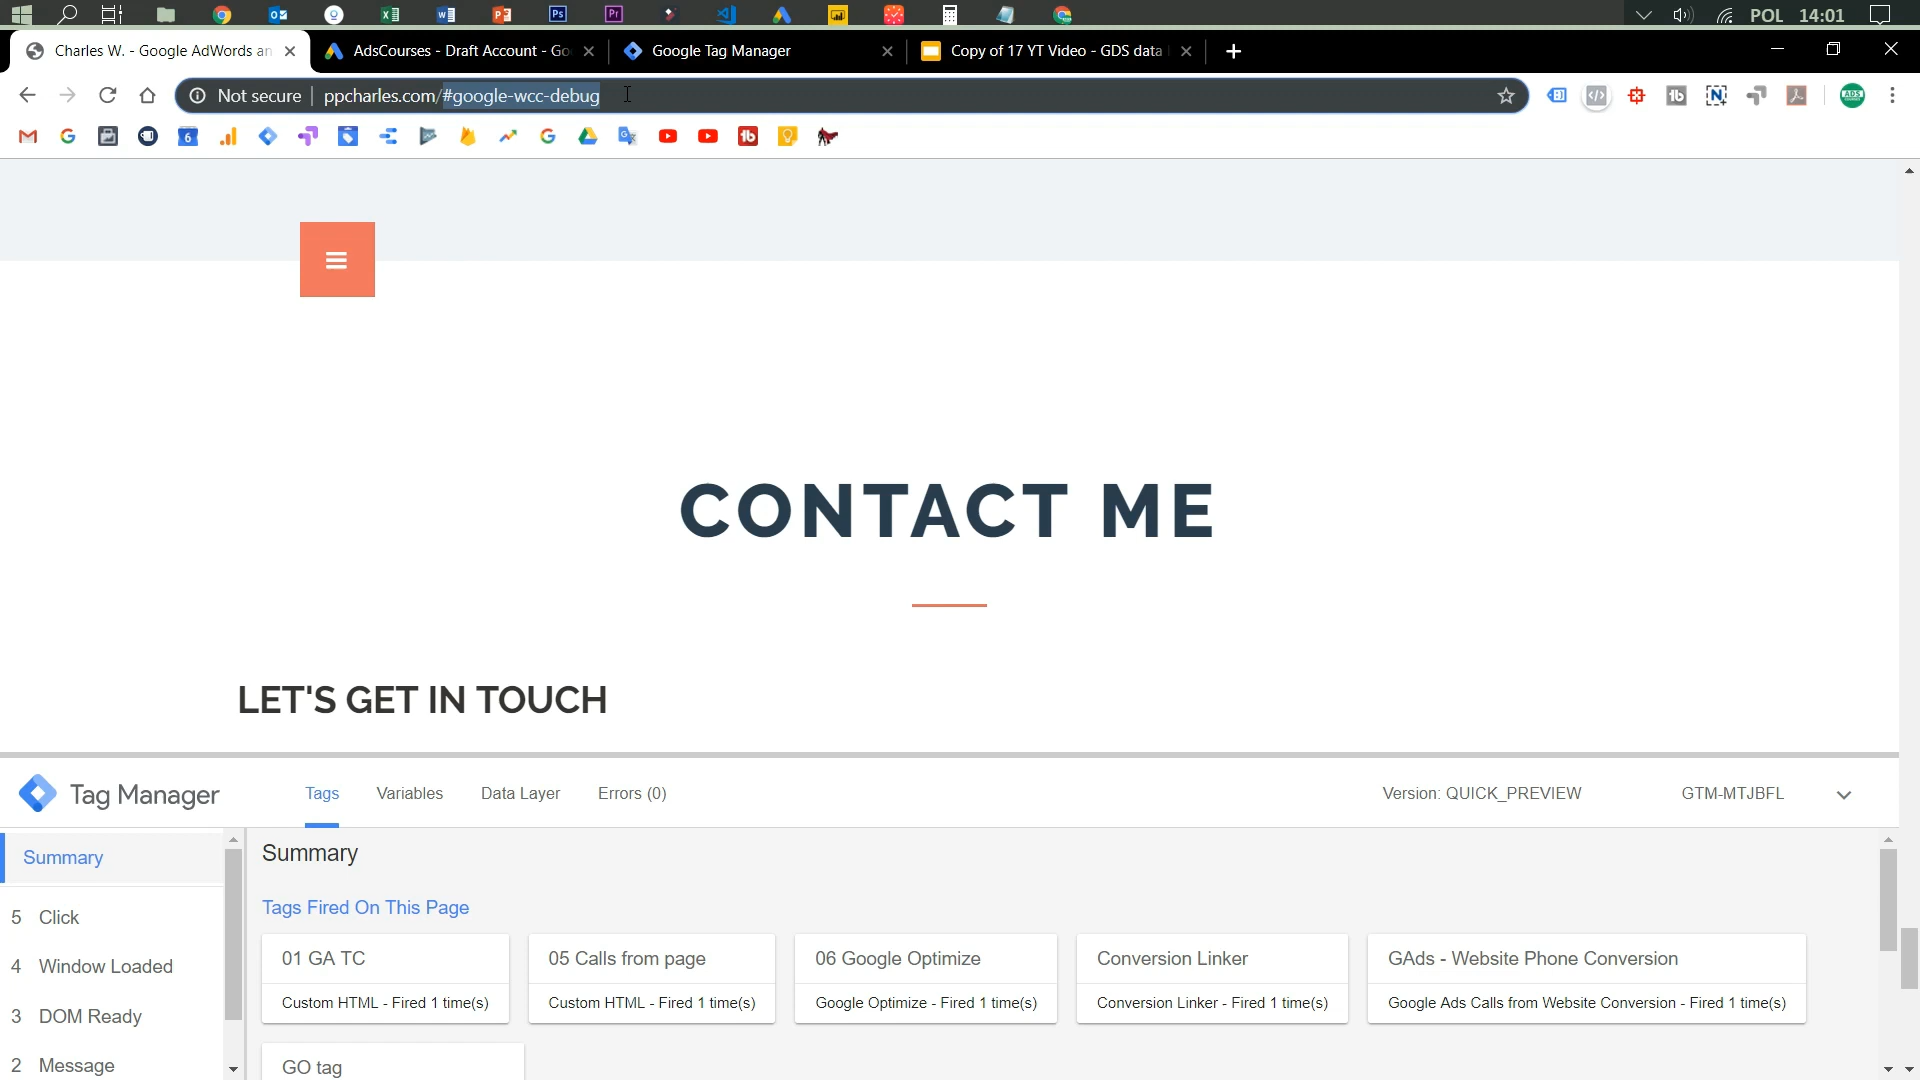 POL 14:01
Charles W. - Google AdWords an
AdsCourses - Draft Account - Go
Google Tag Manager
Copy of 17 YT Video - GDS data
Not secure | ppcharles.com/#google-wcc-debug
CONTACT ME
LET'S GET IN TOUCH
Tag Manager
Tags
Variables
Data Layer
Errors (0)
Version: QUICK_PREVIEW
GTM-MTJBFL
Summary
5 Click
4 Window Loaded
3 DOM Ready
2 Message
Summary
Tags Fired On This Page
01 GA TC
Custom HTML - Fired 1 time(s)
05 Calls from page
Custom HTML - Fired 1 time(s)
06 Google Optimize
Google Optimize - Fired 1 time(s)
Conversion Linker
Conversion Linker - Fired 1 time(s)
GAds - Website Phone Conversion
Google Ads Calls from Website Conversion - Fired 1 time(s)
GO tag